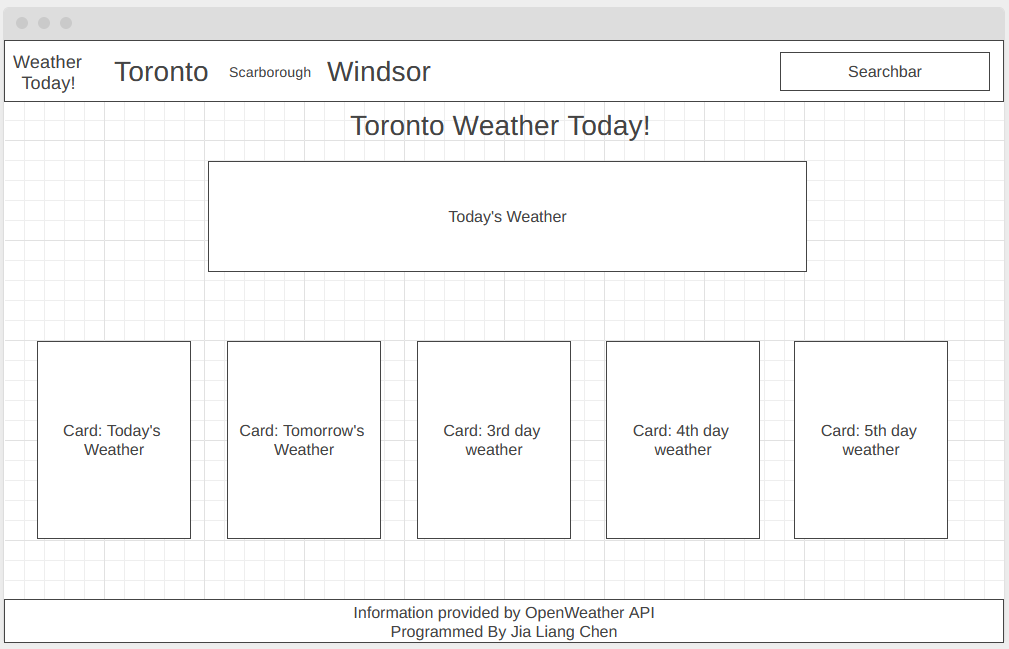 Weather
Today!
Toronto
Scarborough
Windsor
Searchbar
Toronto Weather Today!
Today's Weather
Card: Today's
Weather
Card: Tomorrow's
Weather
Card: 3rd day
weather
Card: 4th day
weather
Card: 5th day
weather
Information provided by OpenWeather API
Programmed By Jia Liang Chen